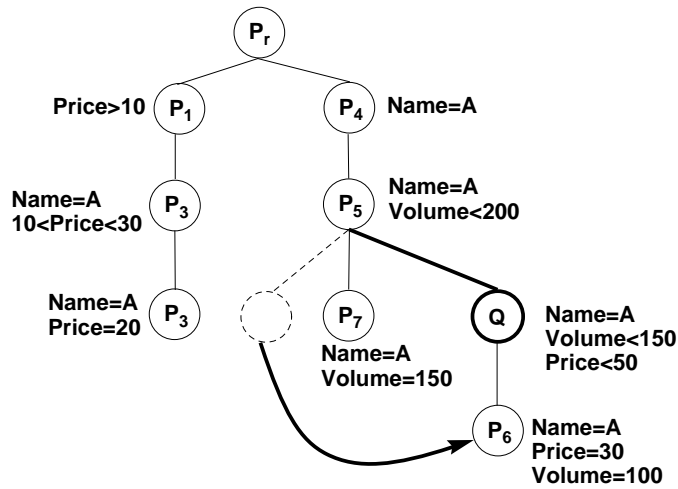 Pr
Price>10
P1
P4
Name=A
Name=A
10<Price<30
P3
P5
Name=A
Volume<200
Name=A
Price=20
P3
P7
Name=A
Volume=150
Q
Name=A
Volume<150
Price<50
P6
Name=A
Price=30
Volume=100